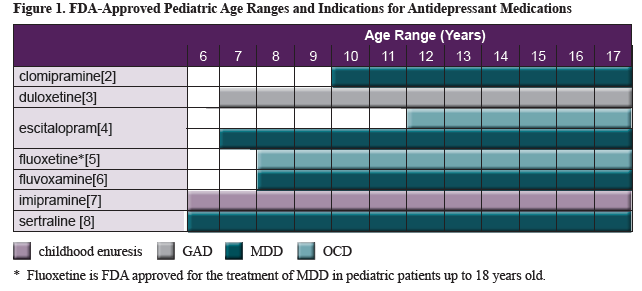 Figure 1. FDA-Approved Pediatric Age Ranges and Indications for Antidepressant Medications
Age Range (Years)
6 7 8 9 10 11 12 13 14 15 16 17
clomipramine[2]
duloxetine[3]
escitalopram[4]
fluoxetine*[5]
fluvoxamine[6]
imipramine[7]
sertraline [8]
childhood enuresis GAD MDD OCD
* Fluoxetine is FDA approved for the treatment of MDD in pediatric patients up to 18 years old.